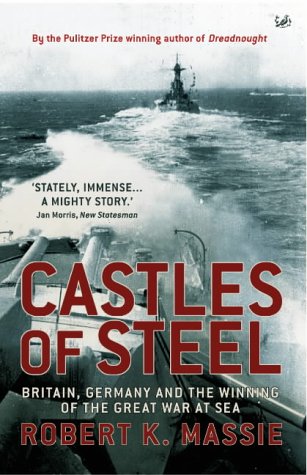 By the Pulitzer Prize winning author of Dreadnought
'STATELY, IMMENSE...
A MIGHTY STORY.'
Jan Morris, New Statesman
CASTLES
OF STEEL
BRITAIN, GERMANY AND THE WINNING
OF THE GREAT WAR AT SEA
ROBERT K. MASSIE